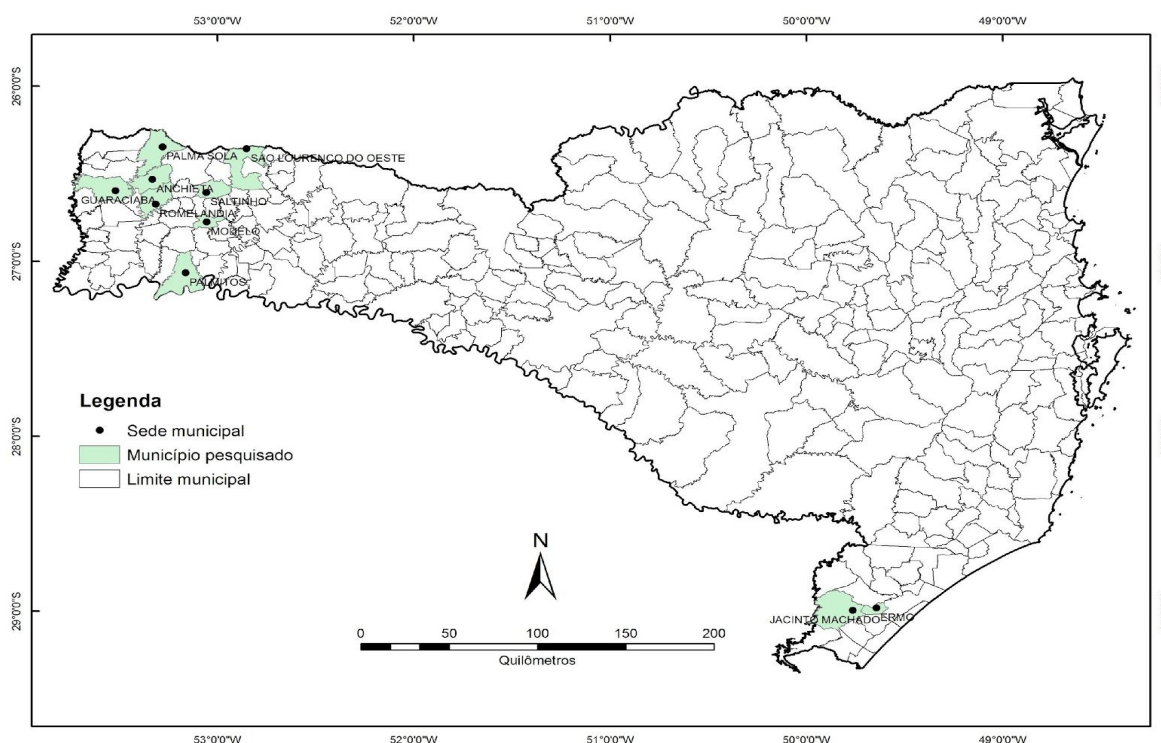 53°0'0"W 52°0'0"W 51°0'0"W 50°0'0"W 49°0'0"W
26°0'0"S
PALMA SOLA
SÃO LOURENÇO DO OESTE
ANCHIETA
GUARACIABA
SALTINHO
ROMELÂNDIA
MODELO
27°0'0"S
PALMITOS
Legenda
Sede municipal
Município pesquisado
Limite municipal
28°0'0"S
N
29°0'0"S
JACINTO MACHADO
ERMO
0 50 100 150 200
Quilômetros
53°0'0"W 52°0'0"W 51°0'0"W 50°0'0"W 49°0'0"W